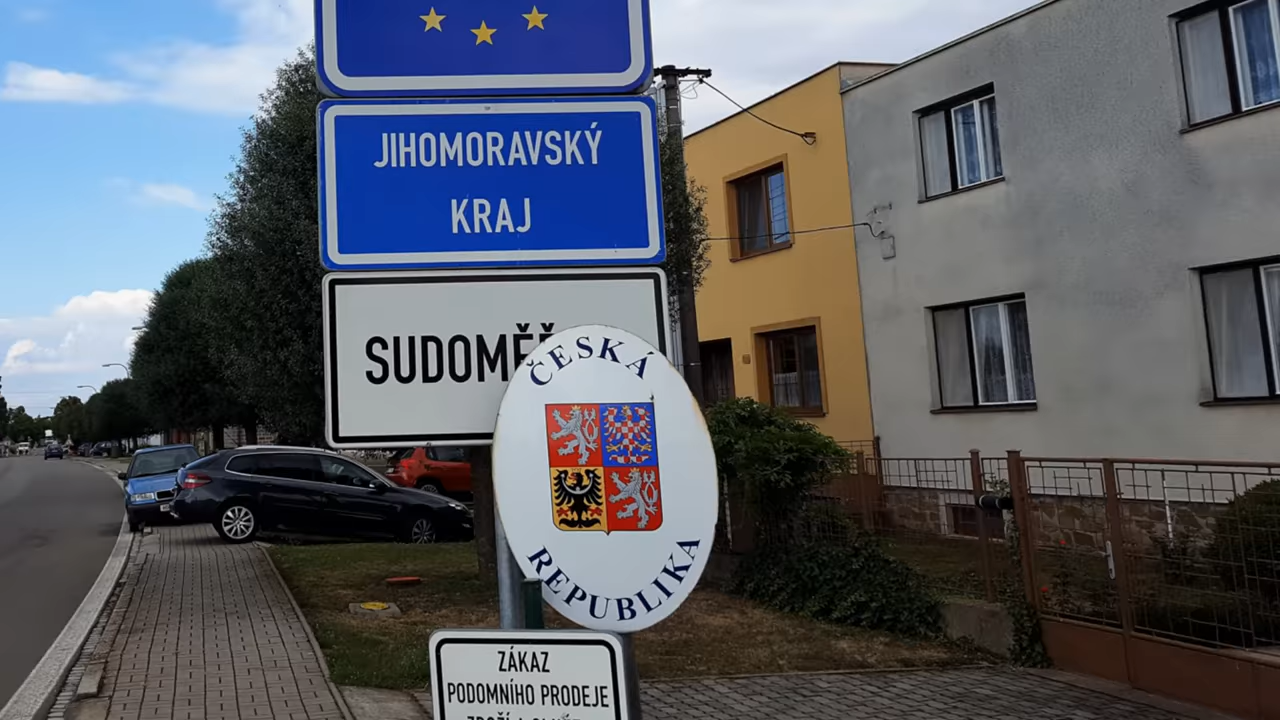 JIHOMORAVSKÝ
KRAJ
ČESKÁ
REPUBLIKA
ZÁKAZ
PODOMNÍHO PRODEJE